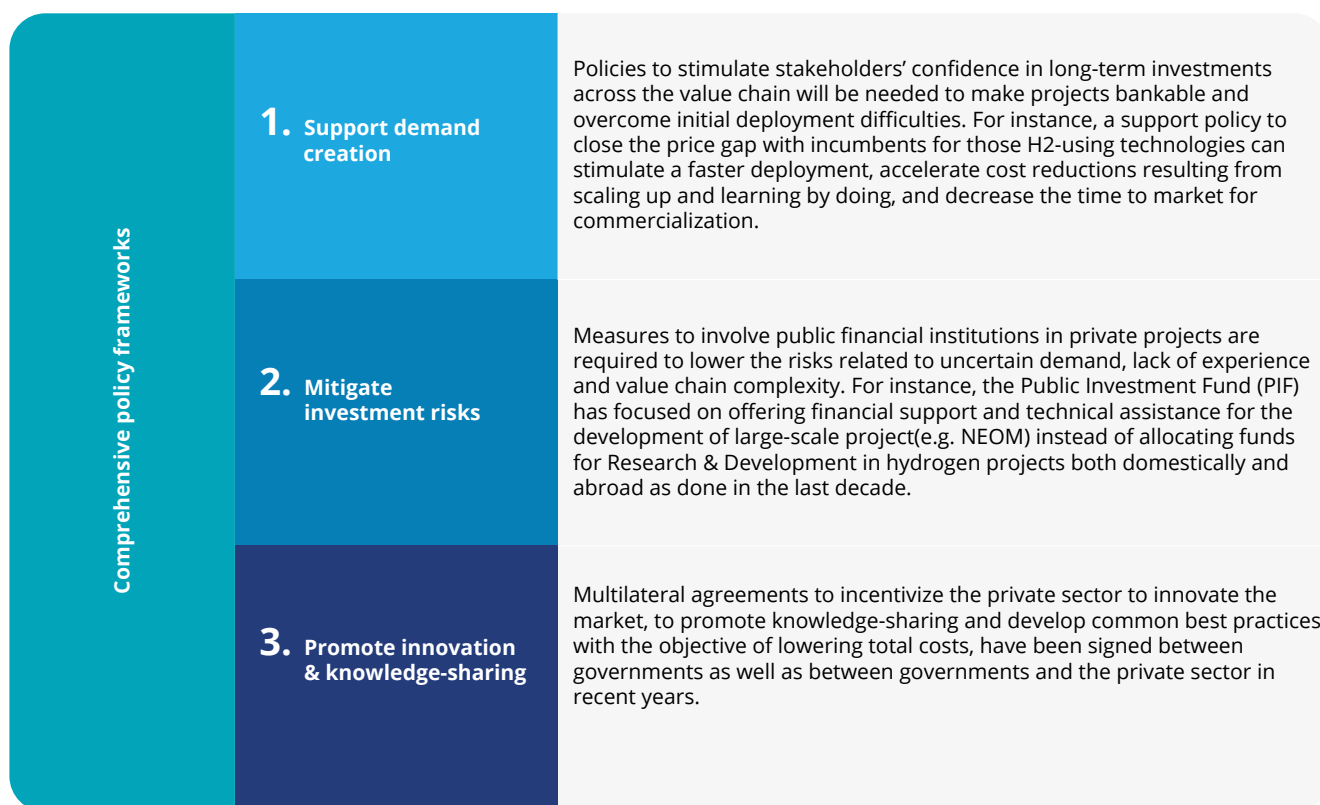 Comprehensive policy frameworks
1. Support demand
creation
Policies to stimulate stakeholders’ confidence in long-term investments
across the value chain will be needed to make projects bankable and
overcome initial deployment difficulties. For instance, a support policy to
close the price gap with incumbents for those H2-using technologies can
stimulate a faster deployment, accelerate cost reductions resulting from
scaling up and learning by doing, and decrease the time to market for
commercialization.
2. Mitigate
investment risks
Measures to involve public financial institutions in private projects are
required to lower the risks related to uncertain demand, lack of experience
and value chain complexity. For instance, the Public Investment Fund (PIF)
has focused on offering financial support and technical assistance for the
development of large-scale project(e.g. NEOM) instead of allocating funds
for Research & Development in hydrogen projects both domestically and
abroad as done in the last decade.
3. Promote innovation
& knowledge-sharing
Multilateral agreements to incentivize the private sector to innovate the
market, to promote knowledge-sharing and develop common best practices
with the objective of lowering total costs, have been signed between
governments as well as between governments and the private sector in
recent years.